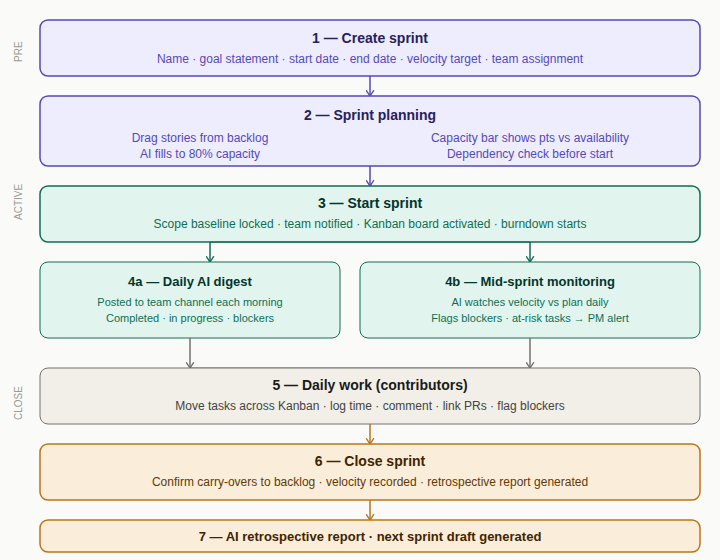 PRE
1 — Create sprint
Name · goal statement · start date · end date · velocity target · team assignment
2 — Sprint planning
Drag stories from backlog
AI fills to 80% capacity
Capacity bar shows pts vs availability
Dependency check before start
ACTIVE
3 — Start sprint
Scope baseline locked · team notified · Kanban board activated · burndown starts
4a — Daily AI digest
Posted to team channel each morning
Completed · in progress · blockers
4b — Mid-sprint monitoring
AI watches velocity vs plan daily
Flags blockers · at-risk tasks → PM alert
CLOSE
5 — Daily work (contributors)
Move tasks across Kanban · log time · comment · link PRs · flag blockers
6 — Close sprint
Confirm carry-overs to backlog · velocity recorded · retrospective report generated
7 — AI retrospective report · next sprint draft generated